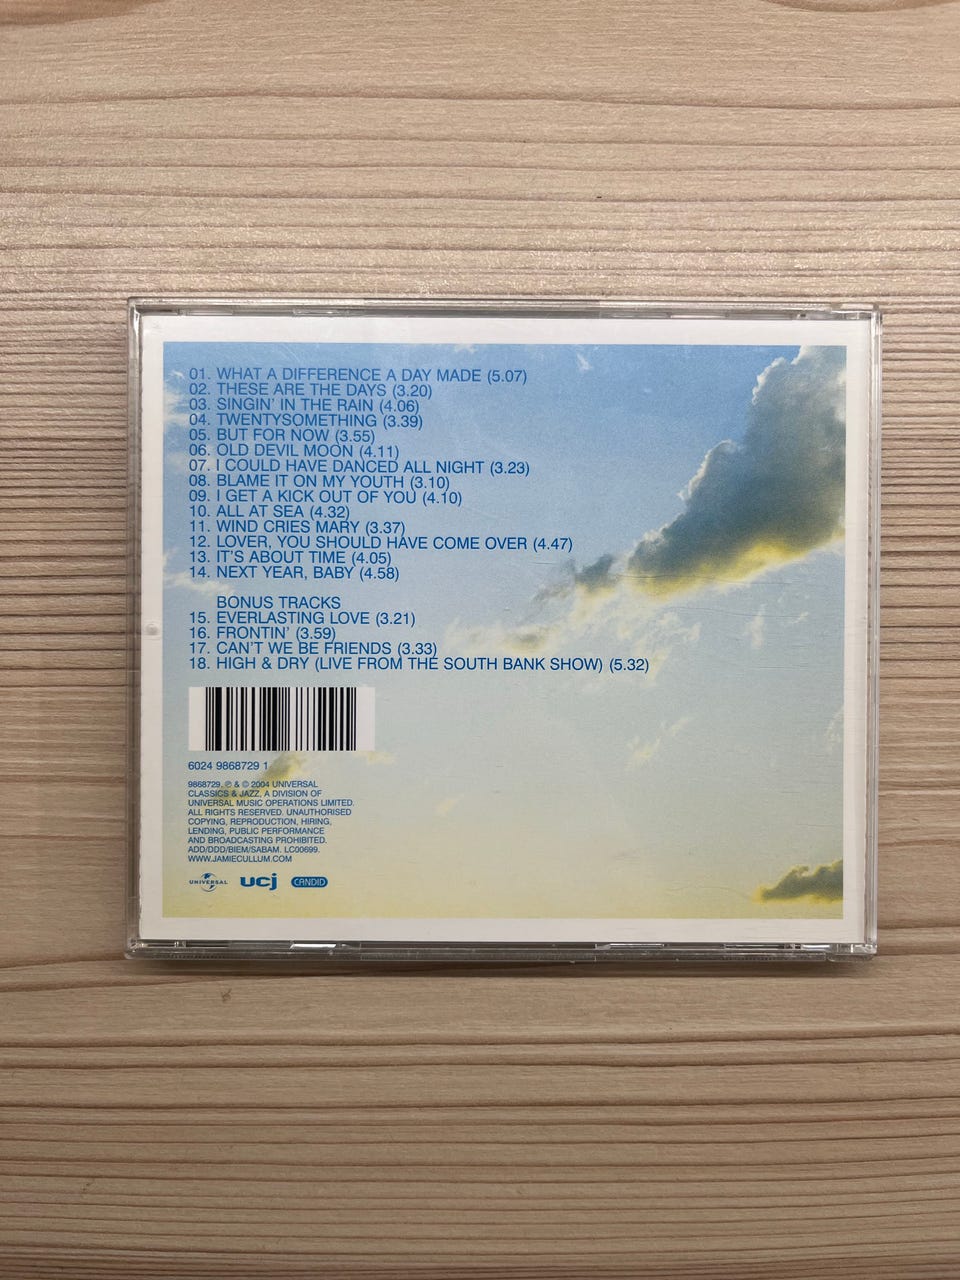 01. WHAT A DIFFERENCE A DAY MADE (5.07)
02. THESE ARE THE DAYS (3.20)
03. SINGIN' IN THE RAIN (4.06)
04. TWENTYSOMETHING (3.39)
05. BUT FOR NOW (3.55)
06. OLD DEVIL MOON (4.11)
07. I COULD HAVE DANCED ALL NIGHT (3.23)
08. BLAME IT ON MY YOUTH (3.10)
09. I GET A KICK OUT OF YOU (4.10)
10. ALL AT SEA (4.32)
11. WIND CRIES MARY (3.37)
12. LOVER, YOU SHOULD HAVE COME OVER (4.47)
13. IT'S ABOUT TIME (4.05)
14. NEXT YEAR, BABY (4.58)
BONUS TRACKS
15. EVERLASTING LOVE (3.21)
16. FRONTIN' (3.59)
17. CAN'T WE BE FRIENDS (3.33)
18. HIGH & DRY (LIVE FROM THE SOUTH BANK SHOW) (5.32)
6024 9868729 1
9868729, ℗ & © 2004 UNIVERSAL
CLASSICS & JAZZ, A DIVISION OF
UNIVERSAL MUSIC OPERATIONS LIMITED.
ALL RIGHTS RESERVED. UNAUTHORISED
COPYING, REPRODUCTION, HIRING,
LENDING, PUBLIC PERFORMANCE
AND BROADCASTING PROHIBITED.
ADD/DDD/BIEM/SABAM. LC00699.
WWW.JAMIECULLUM.COM
UNIVERSAL ucj CANDID